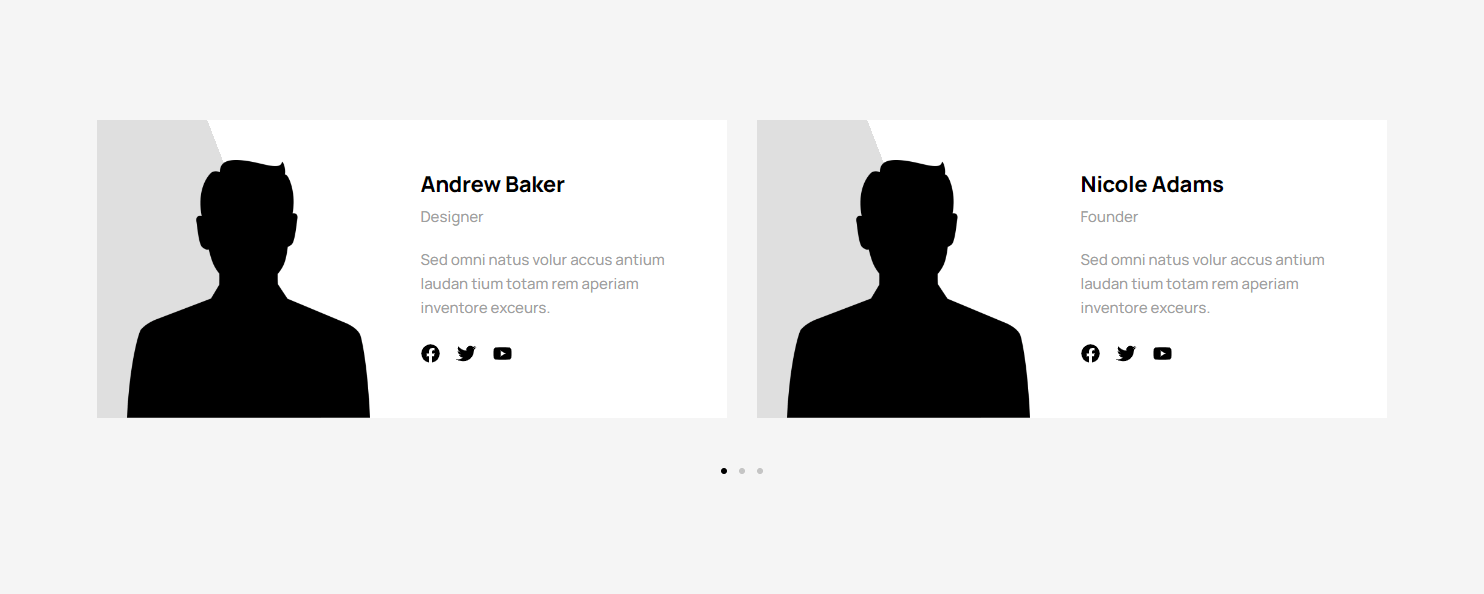 Andrew Baker
Designer
Sed omni natus volur accus antium
laudan tium totam rem aperiam
inventore exceurs.
Nicole Adams
Founder
Sed omni natus volur accus antium
laudan tium totam rem aperiam
inventore exceurs.